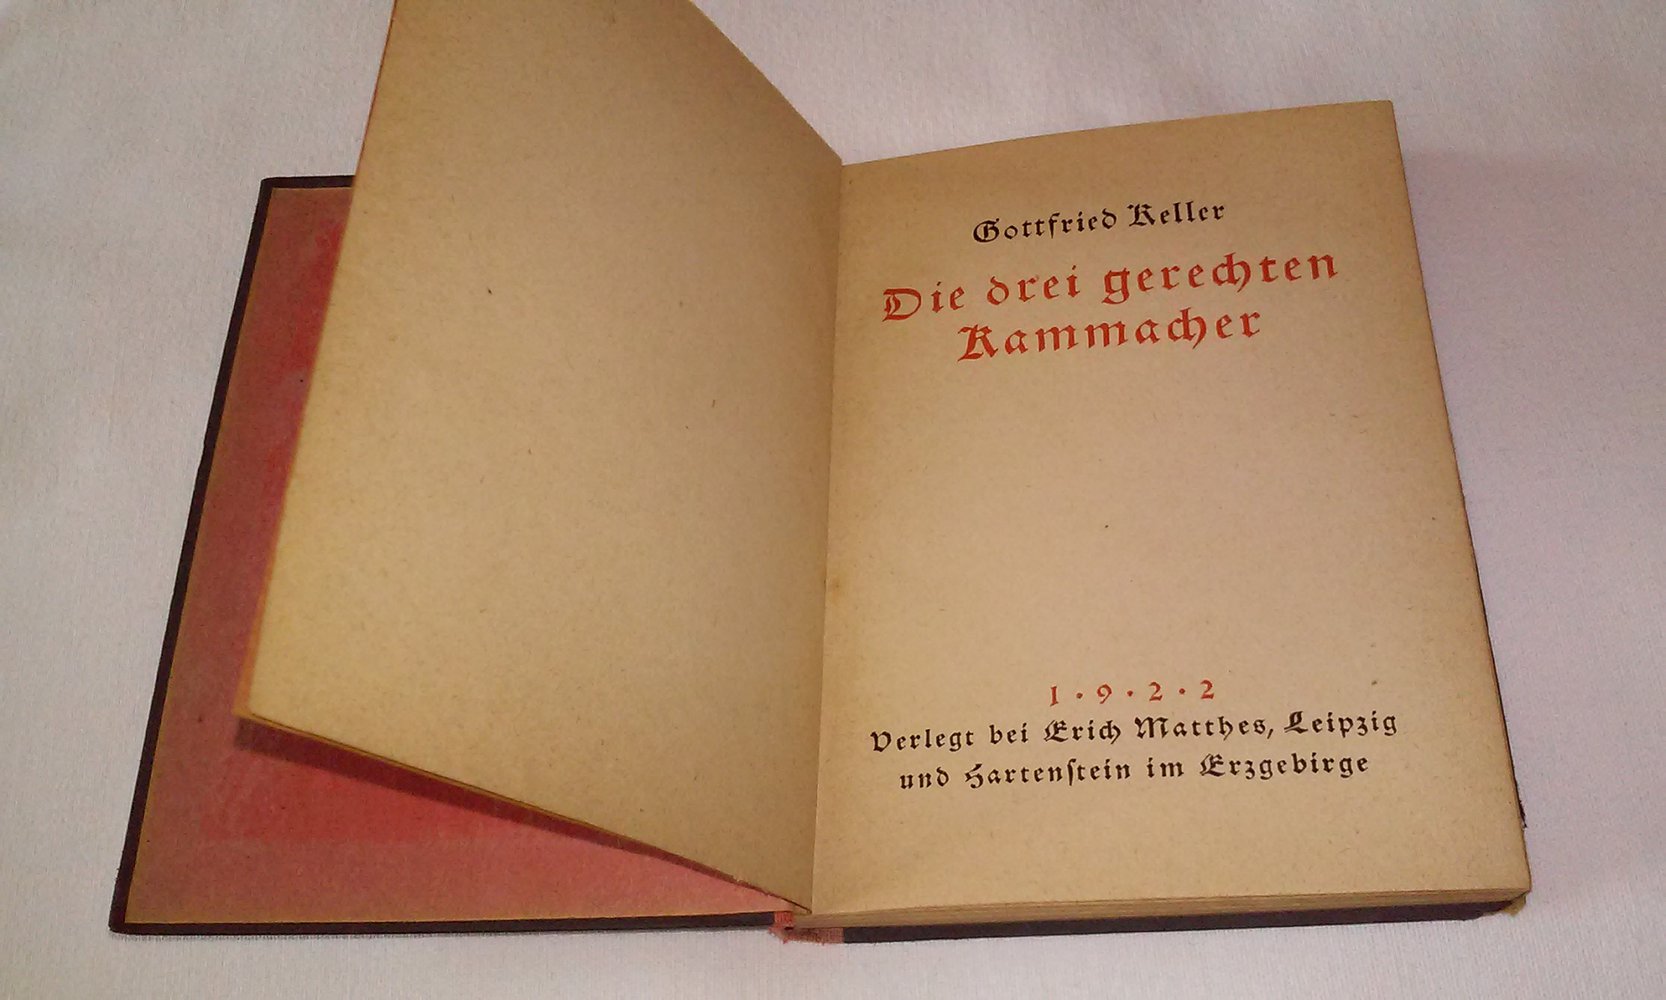 Gottfried Keller
Die drei gerechten
Kammacher
1 · 9 · 2 · 2
Verlegt bei Erich Matthes, Leipzig
und Hartenſtein im Erzgebirge